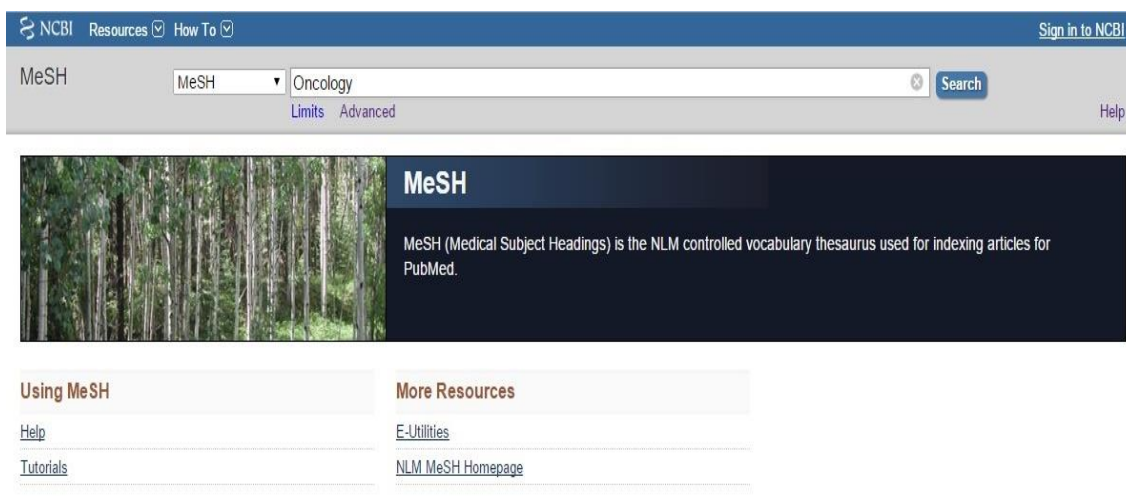 NCBI Resources How To Sign in to NCBI
MeSH MeSH Oncology Search
Limits Advanced Help
MeSH
MeSH (Medical Subject Headings) is the NLM controlled vocabulary thesaurus used for indexing articles for
PubMed.
Using MeSH More Resources
Help E-Utilities
Tutorials NLM MeSH Homepage